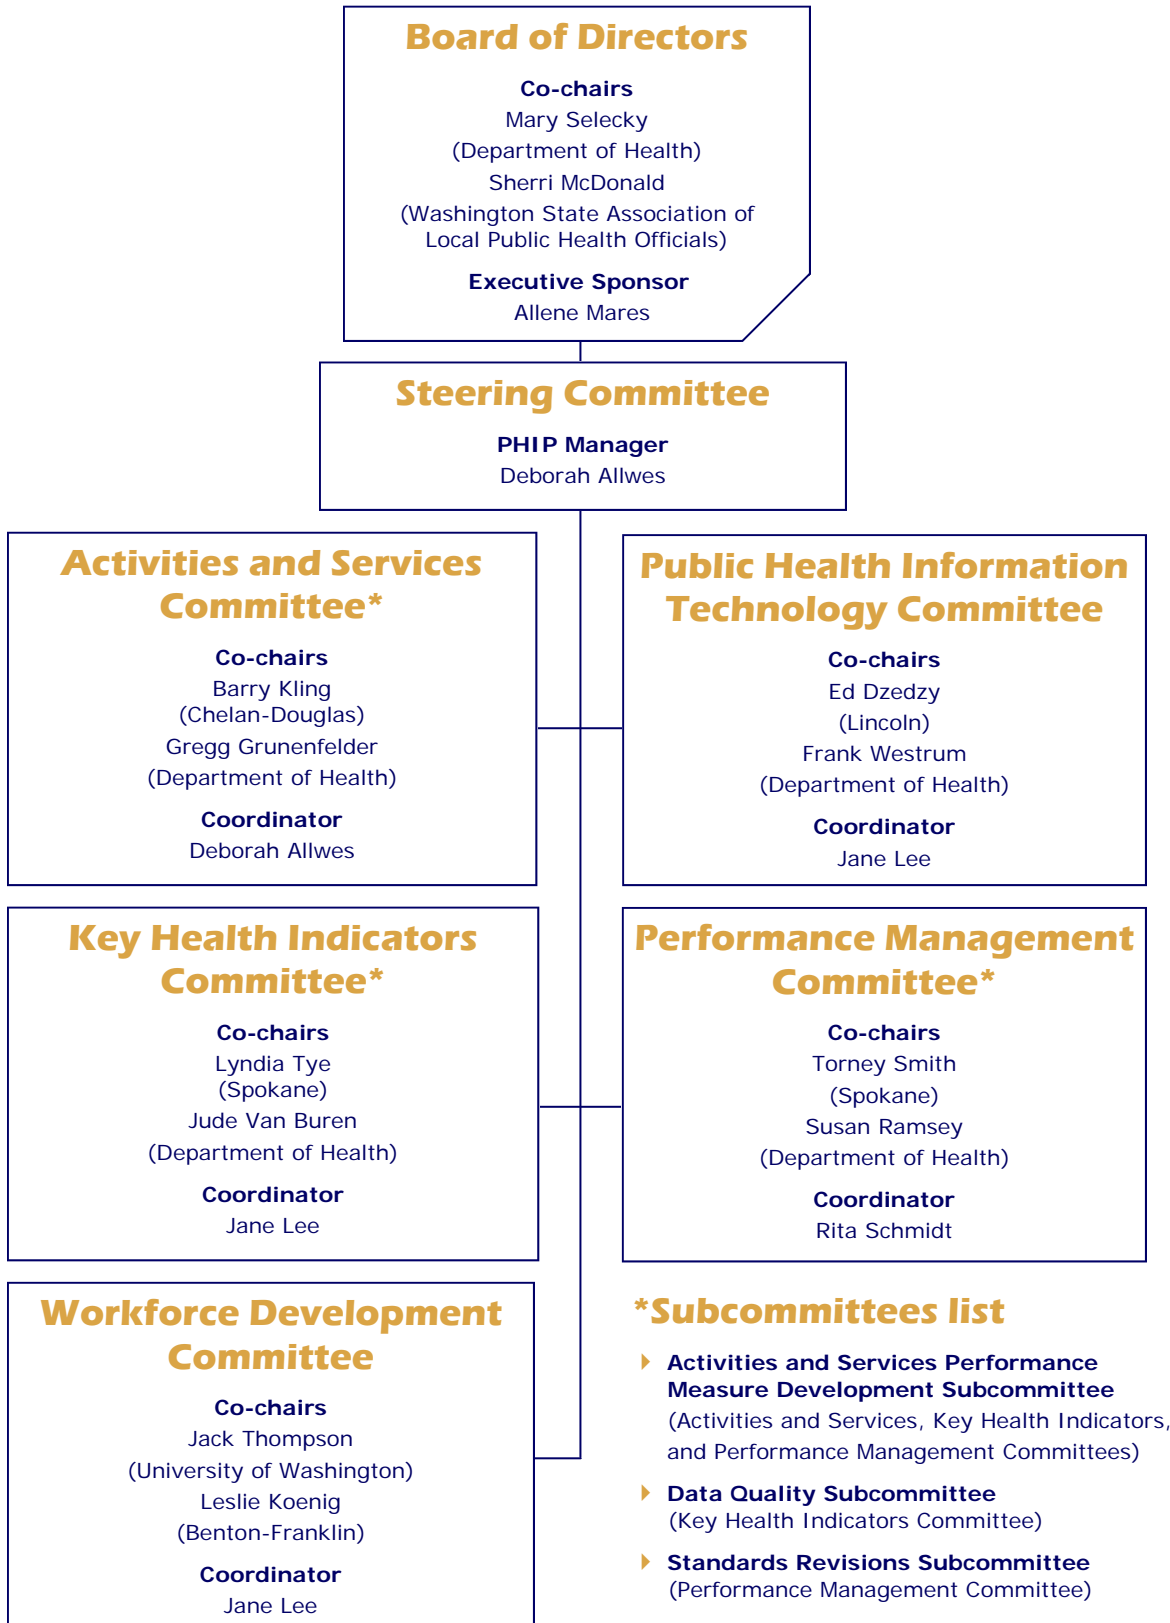 Board of Directors
Co-chairs
Mary Selecky
(Department of Health)
Sherri McDonald
(Washington State Association of
Local Public Health Officials)
Executive Sponsor
Allene Mares
Steering Committee
PHIP Manager
Deborah Allwes
Activities and Services
Committee*
Co-chairs
Barry Kling
(Chelan-Douglas)
Gregg Grunenfelder
(Department of Health)
Coordinator
Deborah Allwes
Public Health Information
Technology Committee
Co-chairs
Ed Dzedzy
(Lincoln)
Frank Westrum
(Department of Health)
Coordinator
Jane Lee
Key Health Indicators
Committee*
Co-chairs
Lyndia Tye
(Spokane)
Jude Van Buren
(Department of Health)
Coordinator
Jane Lee
Performance Management
Committee*
Co-chairs
Torney Smith
(Spokane)
Susan Ramsey
(Department of Health)
Coordinator
Rita Schmidt
Workforce Development
Committee
Co-chairs
Jack Thompson
(University of Washington)
Leslie Koenig
(Benton-Franklin)
Coordinator
Jane Lee
*Subcommittees list
Activities and Services Performance
Measure Development Subcommittee
(Activities and Services, Key Health Indicators,
and Performance Management Committees)
Data Quality Subcommittee
(Key Health Indicators Committee)
Standards Revisions Subcommittee
(Performance Management Committee)